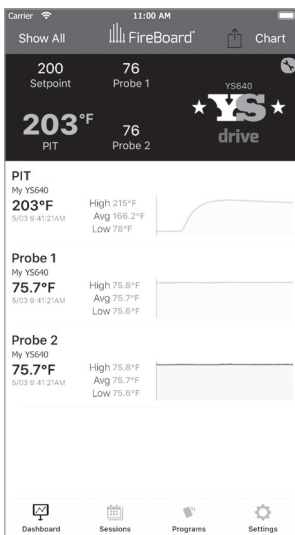 Carrier 11:00 AM
Show All FireBoard® Chart
200 76
Setpoint Probe 1
YS640
203°F
YS
PIT
76
Probe 2
drive
PIT
My YS640
203°F
5/03 9:41:21AM
High 215°F
Avg 166.2°F
Low 78°F
Probe 1
My YS640
75.7°F
5/03 9:41:21AM
High 75.8°F
Avg 75.7°F
Low 75.6°F
Probe 2
My YS640
75.7°F
5/03 9:41:21AM
High 75.8°F
Avg 75.7°F
Low 75.6°F
Dashboard Sessions Programs Settings